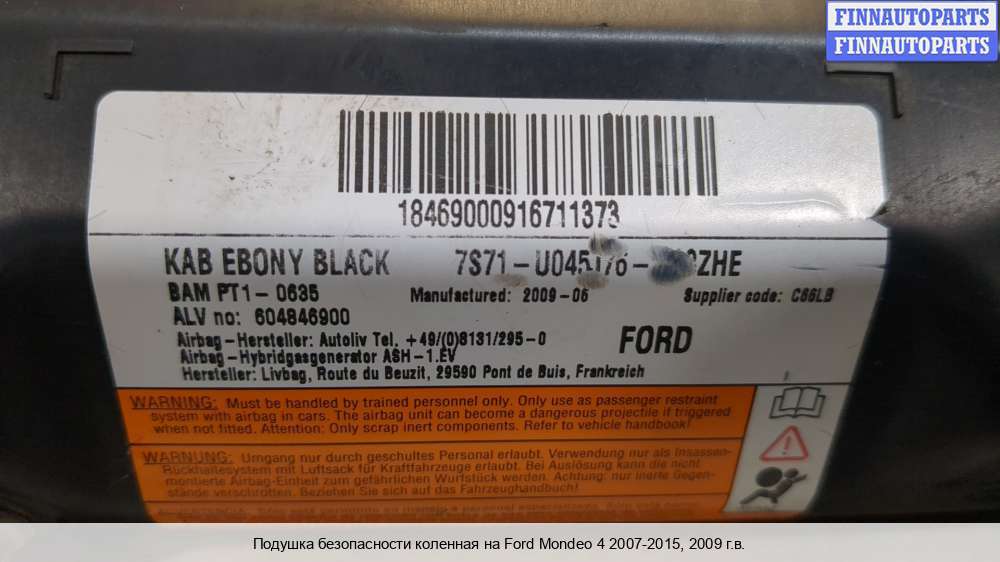 FINNAUTOPARTS
FINNAUTOPARTS
18469000916711373
KAB EBONY BLACK
BAM PT1-0635 Manufactured: 2009-06 Supplier code: C66LB
ALV no: 604846900
Airbag-Hersteller: Autoliv Tel. +49/(0)8131/295-0 FORD
Airbag-Hybridgasgenerator ASH-1.EV
Hersteller: Livbag, Route du Beuzit, 29590 Pont de Buis, Frankreich
WARNING: Must be handled by trained personnel only. Only use as passenger restraint
system with airbag in cars. The airbag unit can become a dangerous projectile if triggered
when not fitted. Attention: Only scrap inert components. Refer to vehicle handbook!
WARNUNG: Umgang nur durch geschultes Personal erlaubt. Verwendung nur als Insassen-
Rückhaltesystem mit Luftsack für Kraftfahrzeuge erlaubt. Bei Auslösung kann die nicht
montierte Airbag-Einheit zum gefährlichen Wurfstück werden. Achtung: nur inerte Gegen-
stände verschrotten. Beziehen Sie sich auf das Fahrzeughandbuch!
Подушка безопасности коленная на Ford Mondeo 4 2007-2015, 2009 г.в.